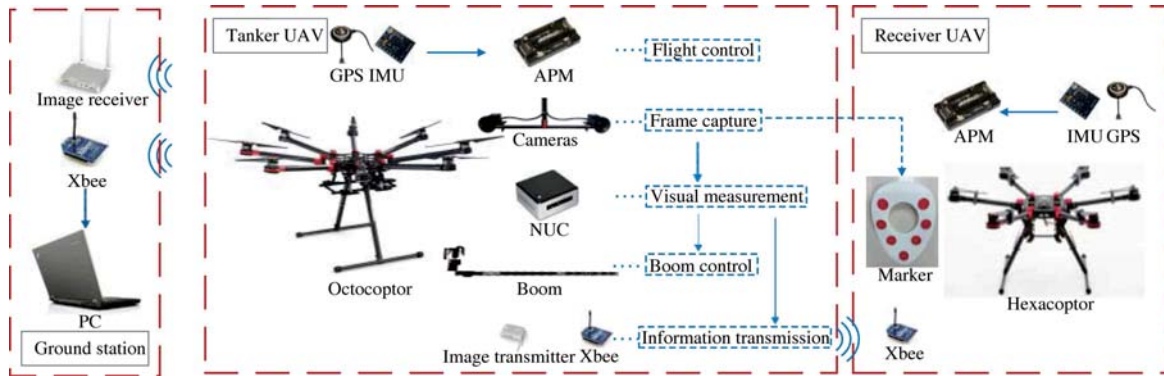 Image receiver
Xbee
PC
Ground station
Tanker UAV
GPS IMU
APM
Flight control
Cameras
Frame capture
NUC
Visual measurement
Octocoptor
Boom
Boom control
Image transmitter Xbee
Information transmission
Receiver UAV
APM
IMU GPS
Marker
Hexacoptor
Xbee